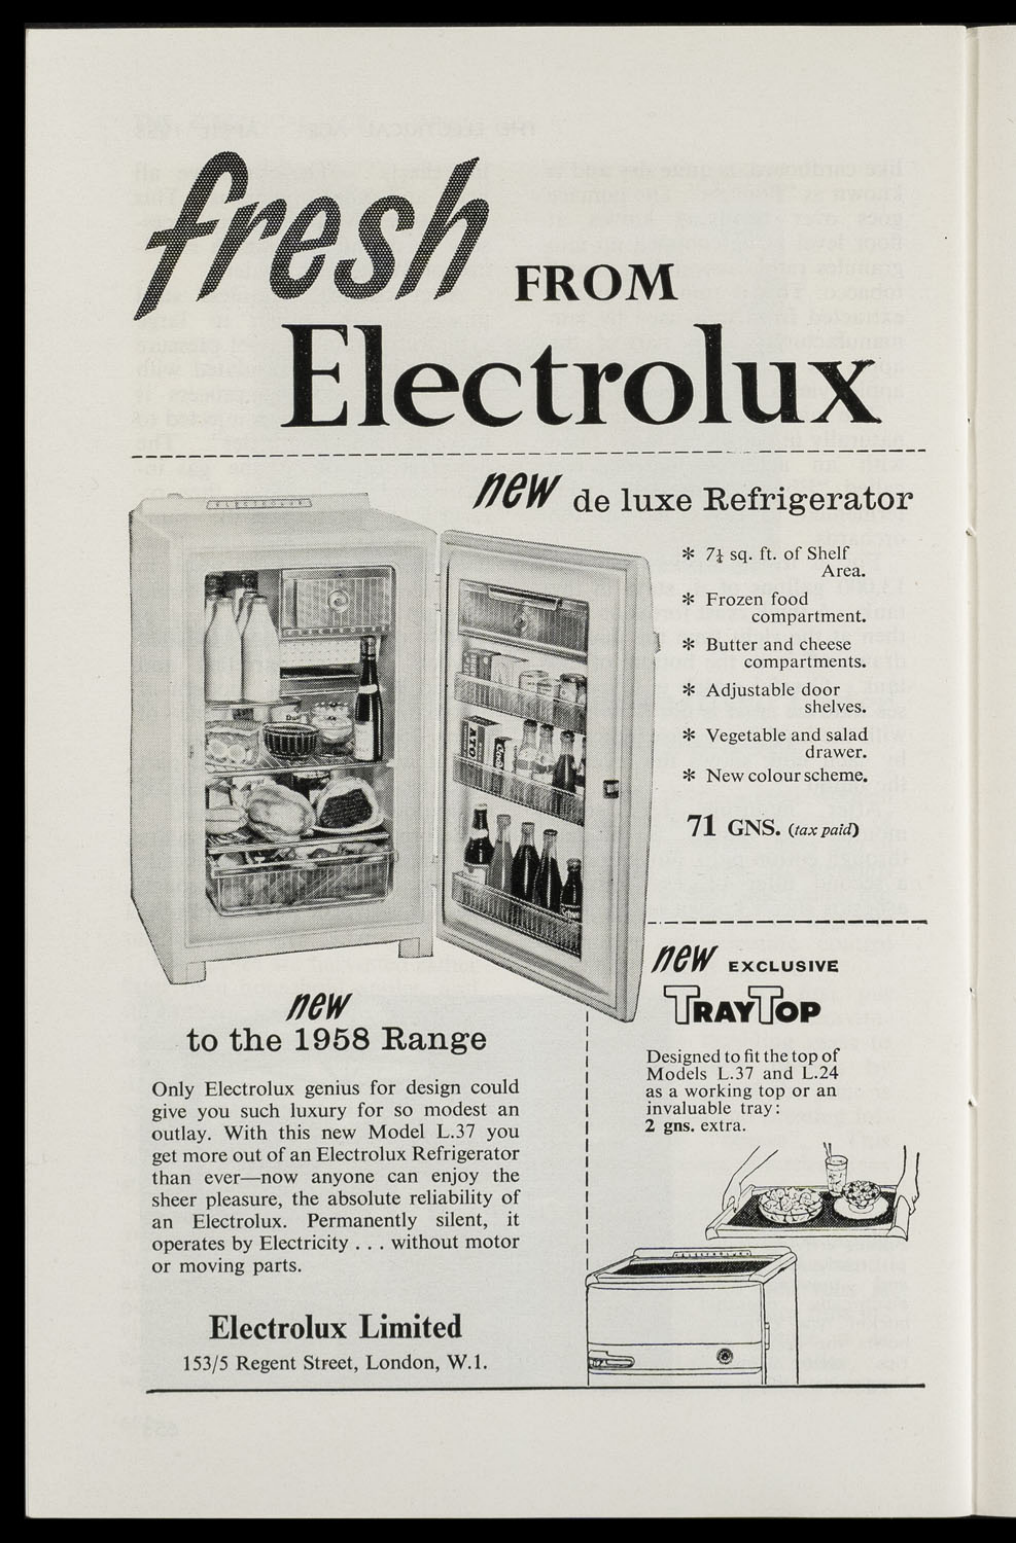 fresh FROM
Electrolux
new de luxe Refrigerator
ELECTROLUX
* 7¼ sq. ft. of Shelf
Area.
* Frozen food
compartment.
* Butter and cheese
compartments.
* Adjustable door
shelves.
* Vegetable and salad
drawer.
* New colour scheme.
71 GNS. (tax paid)
new
to the 1958 Range
Only Electrolux genius for design could
give you such luxury for so modest an
outlay. With this new Model L.37 you
get more out of an Electrolux Refrigerator
than ever—now anyone can enjoy the
sheer pleasure, the absolute reliability of
an Electrolux. Permanently silent, it
operates by Electricity . . . without motor
or moving parts.
Electrolux Limited
153/5 Regent Street, London, W.1.
new EXCLUSIVE
TRAYTOP
Designed to fit the top of
Models L.37 and L.24
as a working top or an
invaluable tray:
2 gns. extra.